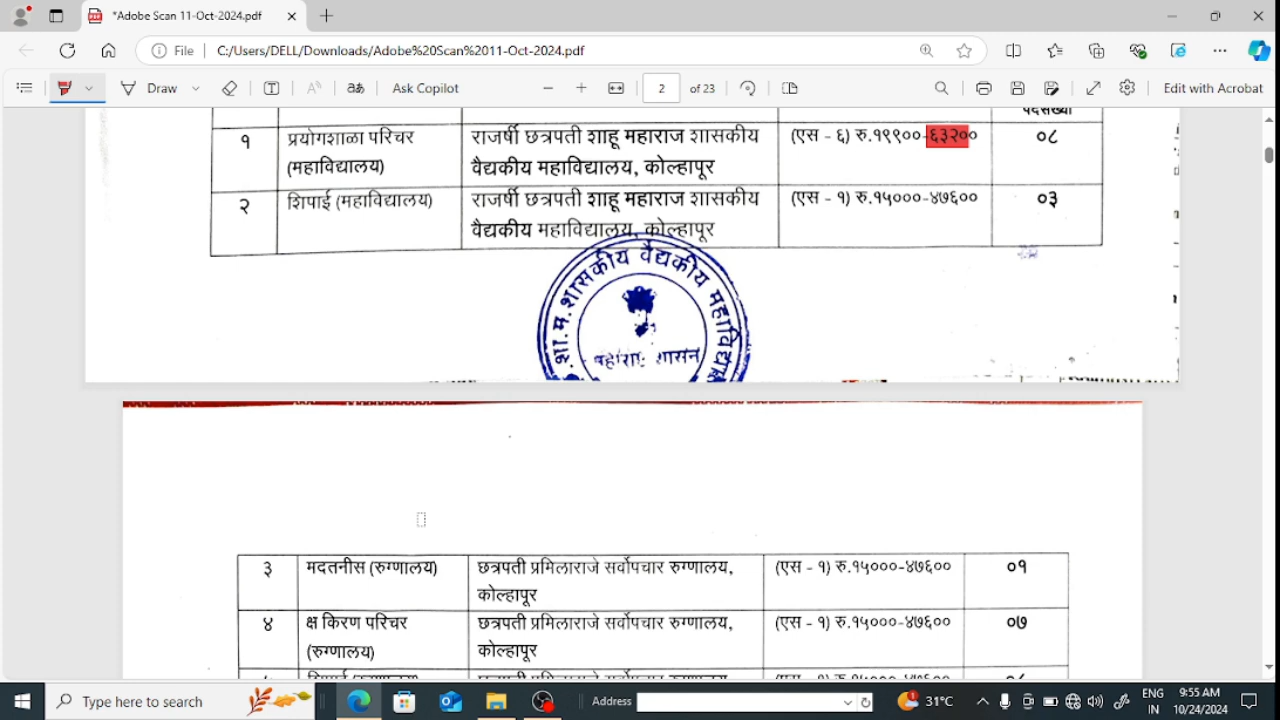 *Adobe Scan 11-Oct-2024.pdf
File C:/Users/DELL/Downloads/Adobe%20Scan%2011-Oct-2024.pdf
Draw Ask Copilot 2 of 23 Edit with Acrobat
पदसंख्या
१ प्रयोगशाळा परिचर राजर्षी छत्रपती शाहू महाराज शासकीय (एस - ६) रु.१९९००-६३२०० ०८
(महाविद्यालय) वैद्यकीय महाविद्यालय, कोल्हापूर
२ शिपाई (महाविद्यालय) राजर्षी छत्रपती शाहू महाराज शासकीय (एस - १) रु.१५०००-४७६०० ०३
वैद्यकीय महाविद्यालय, कोल्हापूर
शा.म.शासकीय वैद्यकीय
३ मदतनीस (रुग्णालय) छत्रपती प्रमिलाराजे सर्वोपचार रुग्णालय, (एस - १) रु.१५०००-४७६०० ०१
कोल्हापूर
४ क्ष किरण परिचर छत्रपती प्रमिलाराजे सर्वोपचार रुग्णालय, (एस - १) रु.१५०००-४७६०० ०७
(रुग्णालय) कोल्हापूर
Type here to search Address 31°C ENG 9:55 AM
IN 10/24/2024